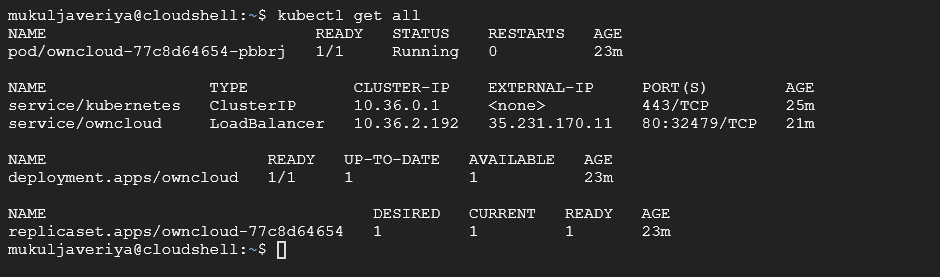 mukuljaveriya@cloudshell:~$ kubectl get all
NAME                            READY   STATUS    RESTARTS   AGE
pod/owncloud-77c8d64654-pbbrj   1/1     Running   0          23m

NAME                 TYPE           CLUSTER-IP    EXTERNAL-IP     PORT(S)        AGE
service/kubernetes   ClusterIP      10.36.0.1     <none>          443/TCP        25m
service/owncloud     LoadBalancer   10.36.2.192   35.231.170.11   80:32479/TCP   21m

NAME                       READY   UP-TO-DATE   AVAILABLE   AGE
deployment.apps/owncloud   1/1     1            1           23m

NAME                                  DESIRED   CURRENT   READY   AGE
replicaset.apps/owncloud-77c8d64654   1         1         1       23m
mukuljaveriya@cloudshell:~$